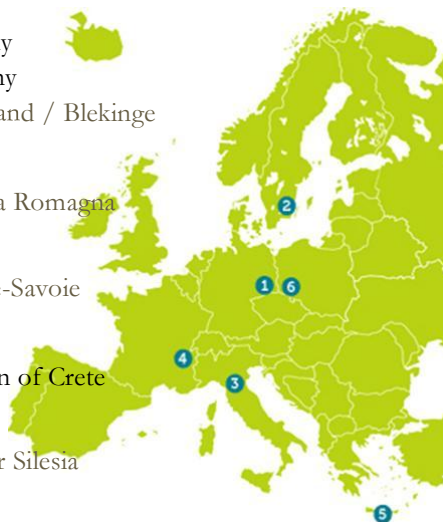 y
ny
and / Blekinge
a Romagna
e-Savoie
n of Crete
r Silesia
2
1 6
4
3
5